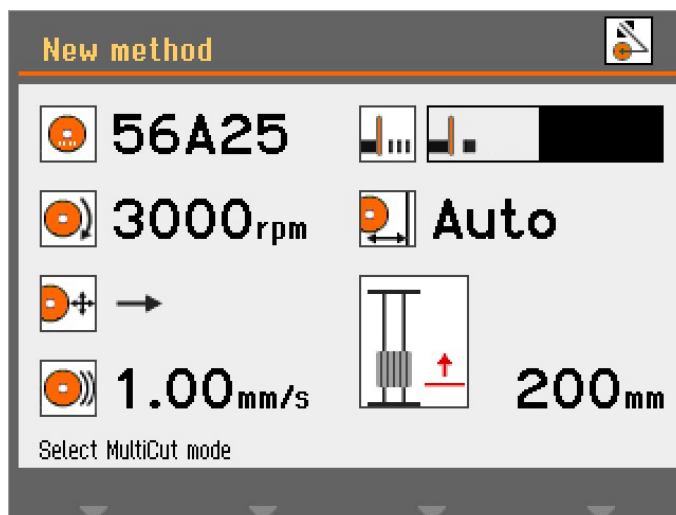 New method
56A25
3000rpm
Auto
1.00mm/s
200mm
Select MultiCut mode